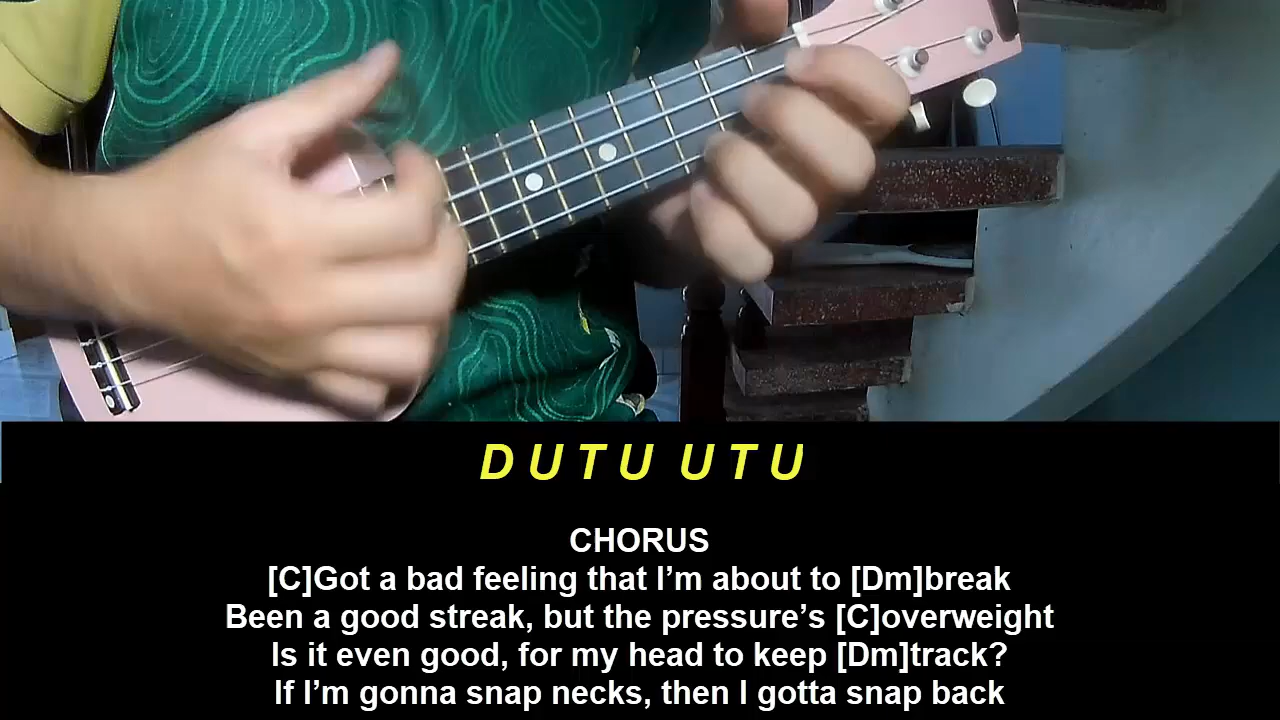 D U T U U T U
CHORUS
[C]Got a bad feeling that I’m about to [Dm]break
Been a good streak, but the pressure’s [C]overweight
Is it even good, for my head to keep [Dm]track?
If I’m gonna snap necks, then I gotta snap back